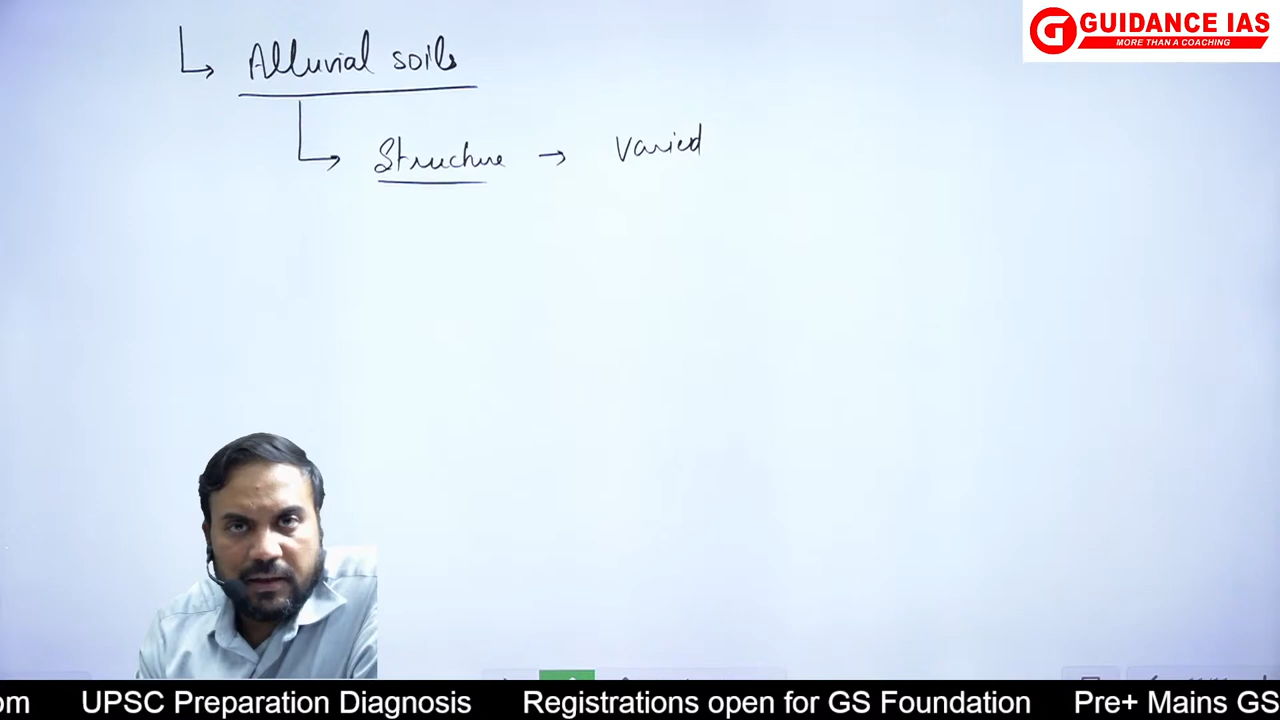 GUIDANCE IAS
MORE THAN A COACHING
Alluvial soils
Structure → Varied
om UPSC Preparation Diagnosis Registrations open for GS Foundation Pre+ Mains GS